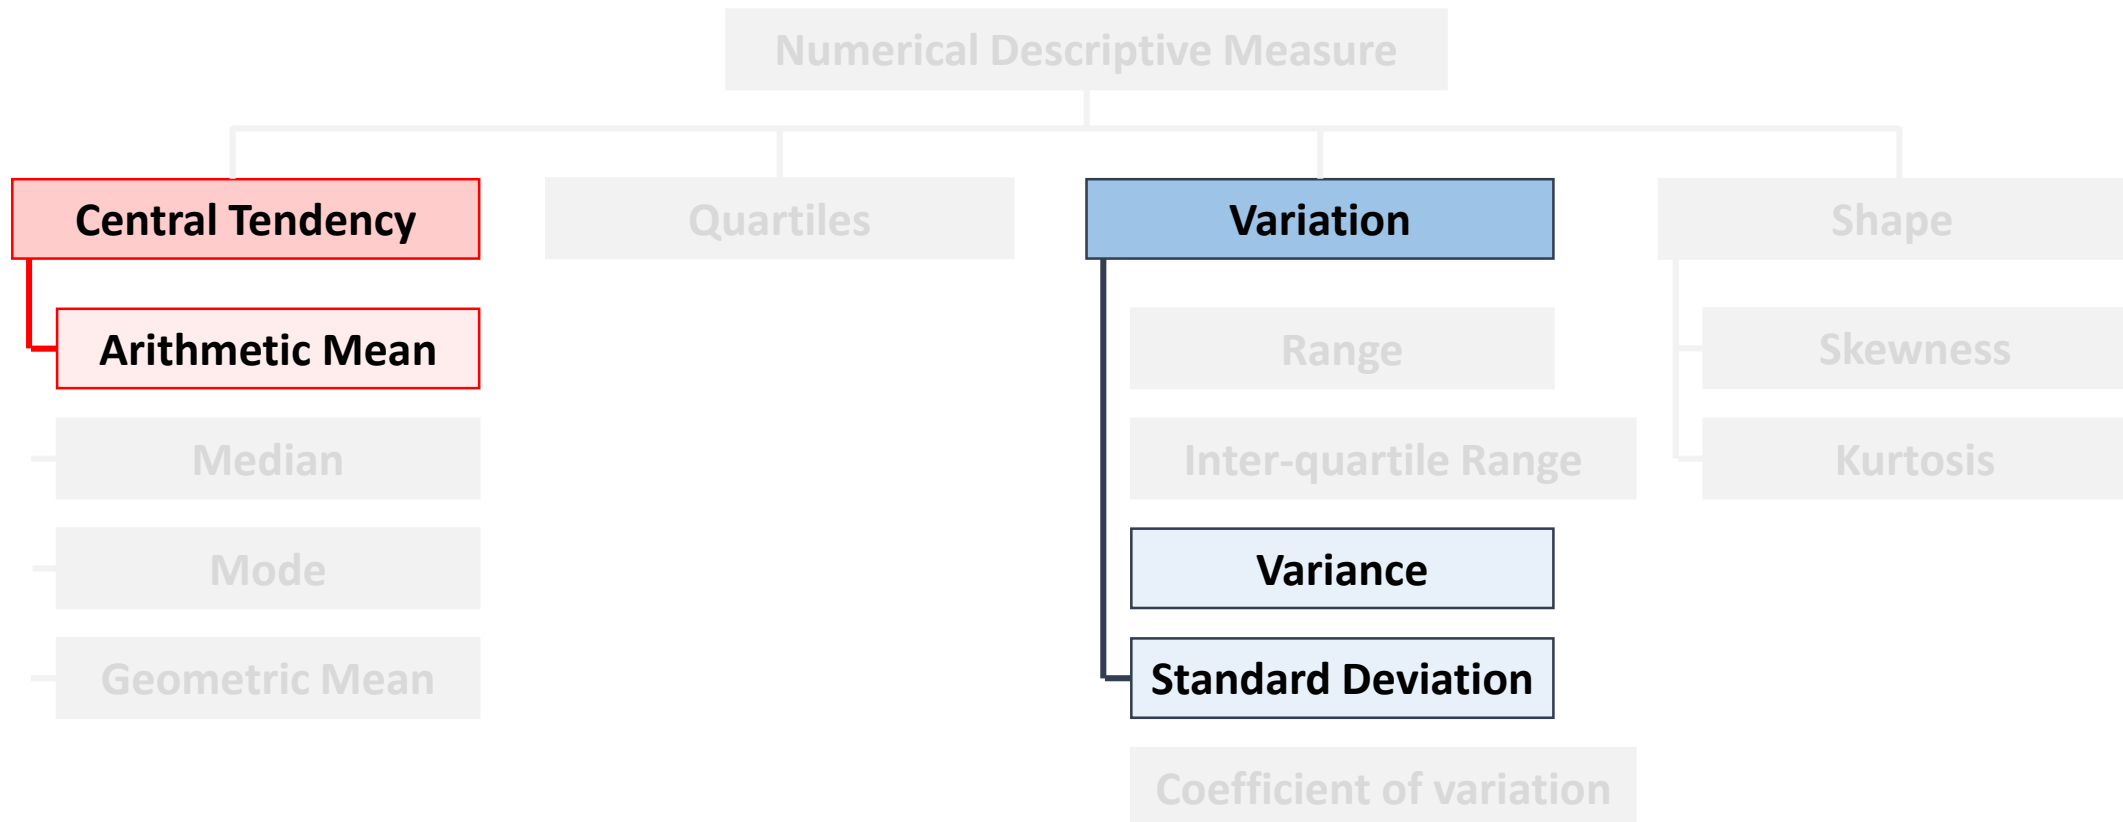 Numerical Descriptive Measure
Central Tendency
Quartiles
Variation
Shape
Arithmetic Mean
Range
Skewness
Median
Inter-quartile Range
Kurtosis
Mode
Variance
Geometric Mean
Standard Deviation
Coefficient of variation